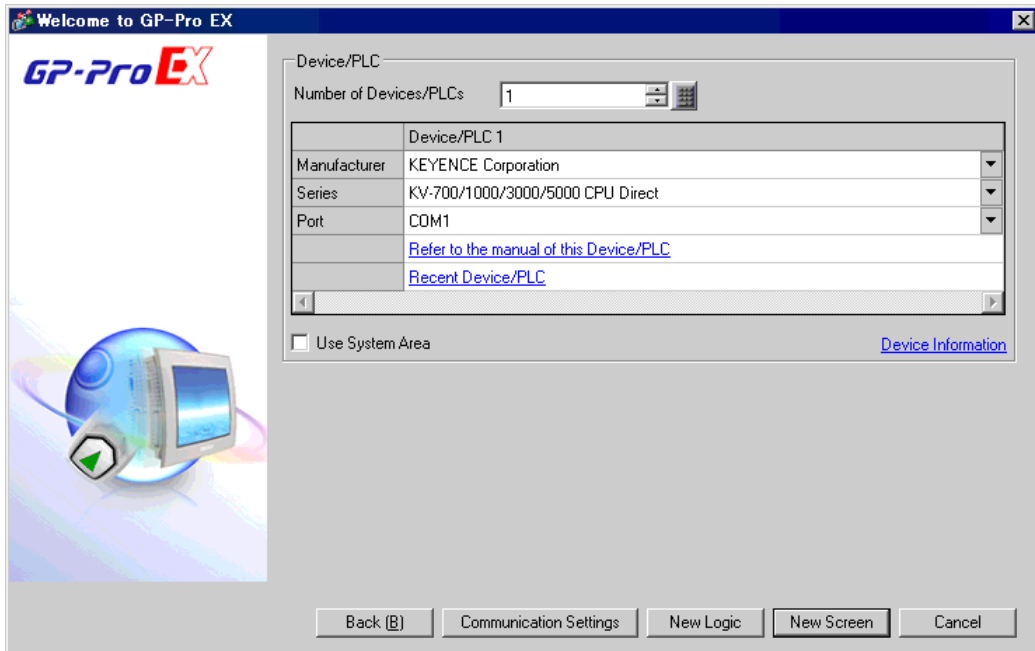 Welcome to GP-Pro EX
GP-Pro EX
Device/PLC
Number of Devices/PLCs 1
Device/PLC 1
Manufacturer KEYENCE Corporation
Series KV-700/1000/3000/5000 CPU Direct
Port COM1
Refer to the manual of this Device/PLC
Recent Device/PLC
Use System Area Device Information
Back (B) Communication Settings New Logic New Screen Cancel